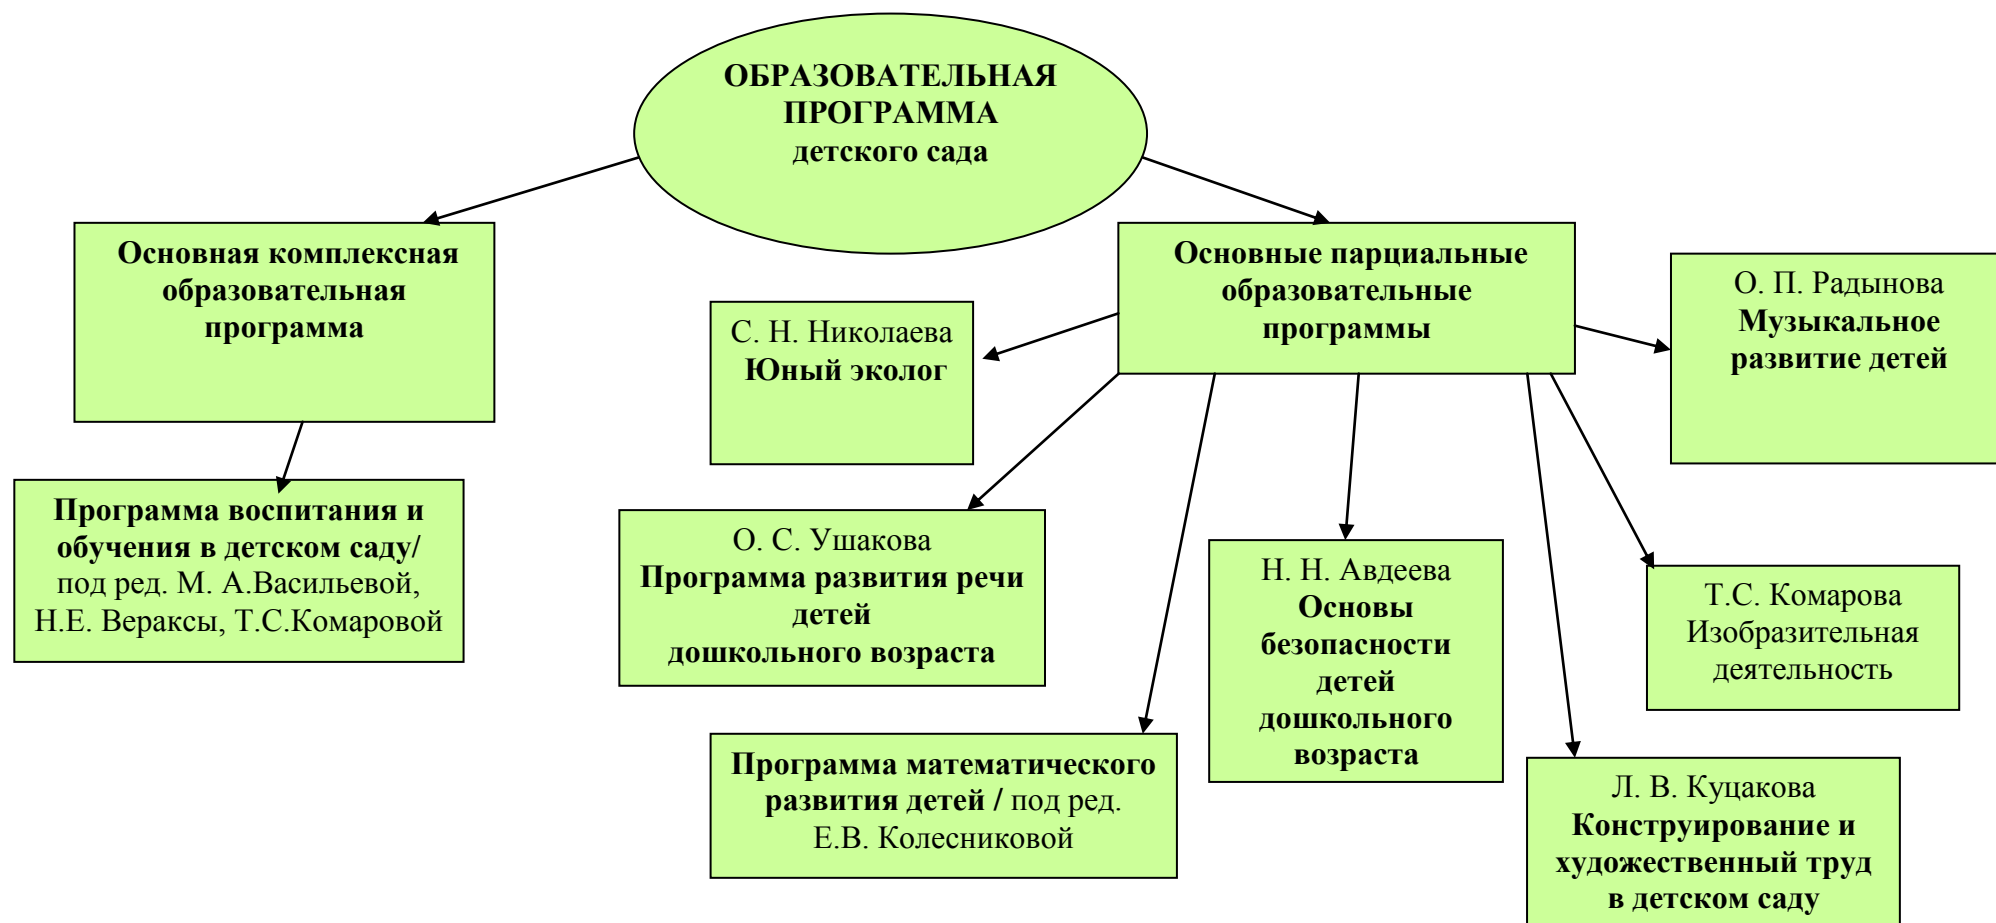 ОБРАЗОВАТЕЛЬНАЯ
ПРОГРАММА
детского сада
Основная комплексная
образовательная
программа
Основные парциальные
образовательные
программы
О. П. Радынова
Музыкальное
развитие детей
С. Н. Николаева
Юный эколог
Программа воспитания и
обучения в детском саду/
под ред. М. А.Васильевой,
Н.Е. Вераксы, Т.С.Комаровой
О. С. Ушакова
Программа развития речи
детей
дошкольного возраста
Н. Н. Авдеева
Основы
безопасности
детей
дошкольного
возраста
Т.С. Комарова
Изобразительная
деятельность
Программа математического
развития детей / под ред.
Е.В. Колесниковой
Л. В. Куцакова
Конструирование и
художественный труд
в детском саду